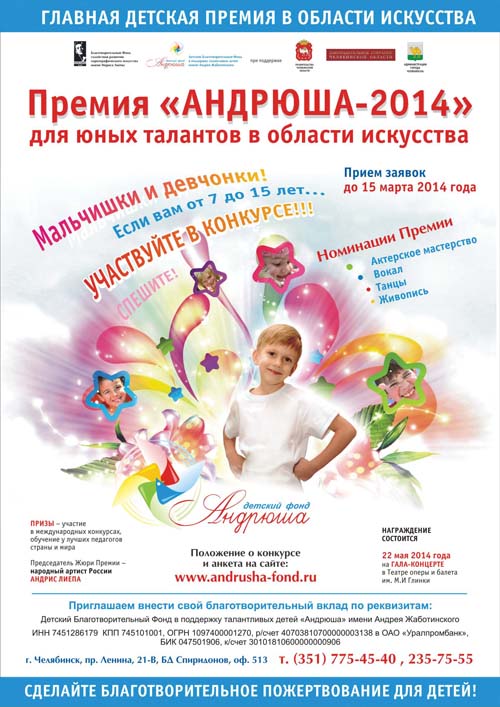 ГЛАВНАЯ ДЕТСКАЯ ПРЕМИЯ В ОБЛАСТИ ИСКУССТВА
при поддержке
Андрюша
Премия «АНДРЮША-2014»
для юных талантов в области искусства
Прием заявок
до 15 марта 2014 года
Мальчишки и девчонки!
Если вам от 7 до 15 лет...
УЧАСТВУЙТЕ В КОНКУРСЕ!!!
СПЕШИТЕ!
Номинации Премии
Актерское мастерство
Вокал
Танцы
Живопись
детский фонд
Андрюша
ПРИЗЫ – участие
в международных конкурсах,
обучение у лучших педагогов
страны и мира
Председатель Жюри Премии –
народный артист России
АНДРИС ЛИЕПА
Положение о конкурсе
и анкета на сайте:
www.andrusha-fond.ru
НАГРАЖДЕНИЕ
СОСТОИТСЯ
22 мая 2014 года
на ГАЛА-КОНЦЕРТЕ
в Театре оперы и балета
им. М.И Глинки
Приглашаем внести свой благотворительный вклад по реквизитам:
Детский Благотворительный Фонд в поддержку талантливых детей «Андрюша» имени Андрея Жаботинского
ИНН 7451286179 КПП 745101001, ОГРН 1097400001270, р/счет 40703810700000003138 в ОАО «Уралпромбанк»,
БИК 047501906, к/счет 30101810600000000906
г. Челябинск, пр. Ленина, 21-В, БД Спиридонов, оф. 513 т. (351) 775-45-40 , 235-75-55
СДЕЛАЙТЕ БЛАГОТВОРИТЕЛЬНОЕ ПОЖЕРТВОВАНИЕ ДЛЯ ДЕТЕЙ!